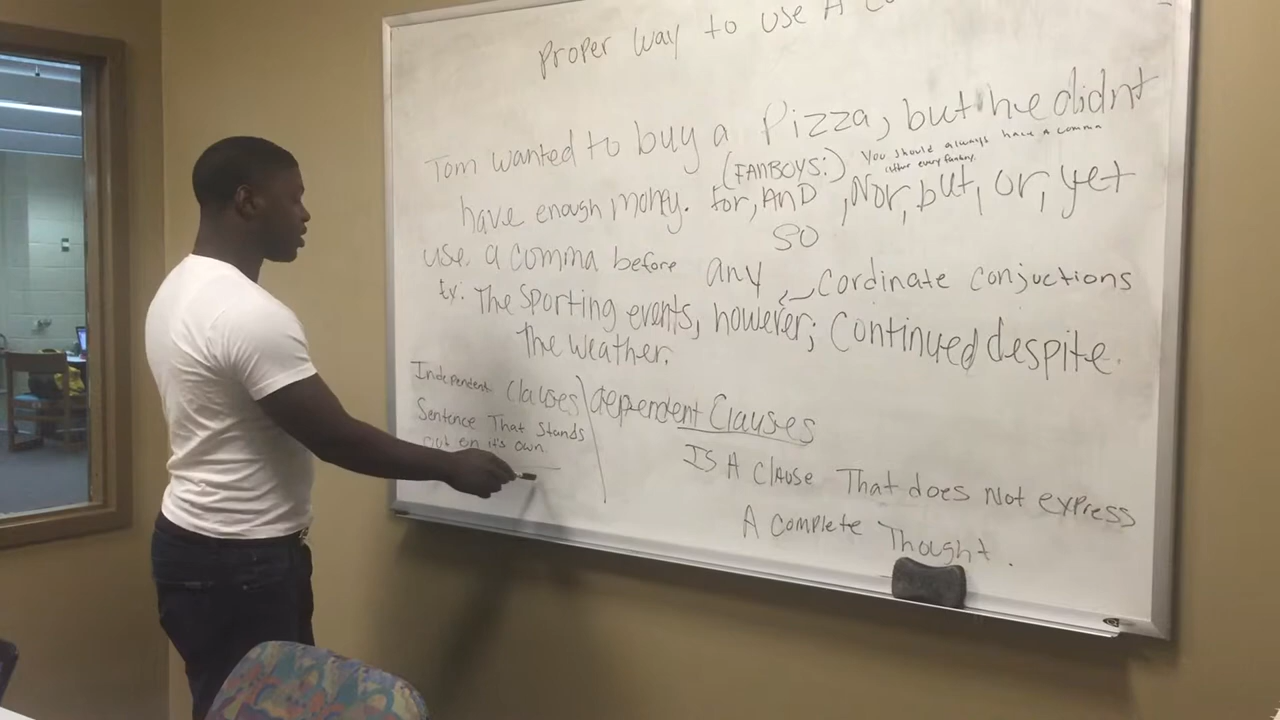 Proper way to use A
Tom wanted to buy a Pizza, but he didnt
(FANBOYS:) You should always have a comma
after every fanboy.
have enough money. for, AND , Nor, but, or, yet
so
use a comma before any cordinate conjuctions
Ex: The sporting events, however; continued despite.
The weather.
Independent Clauses dependent Clauses
Sentence That Stands
out on it's own
Is A clause That does Not express
A complete Thought.